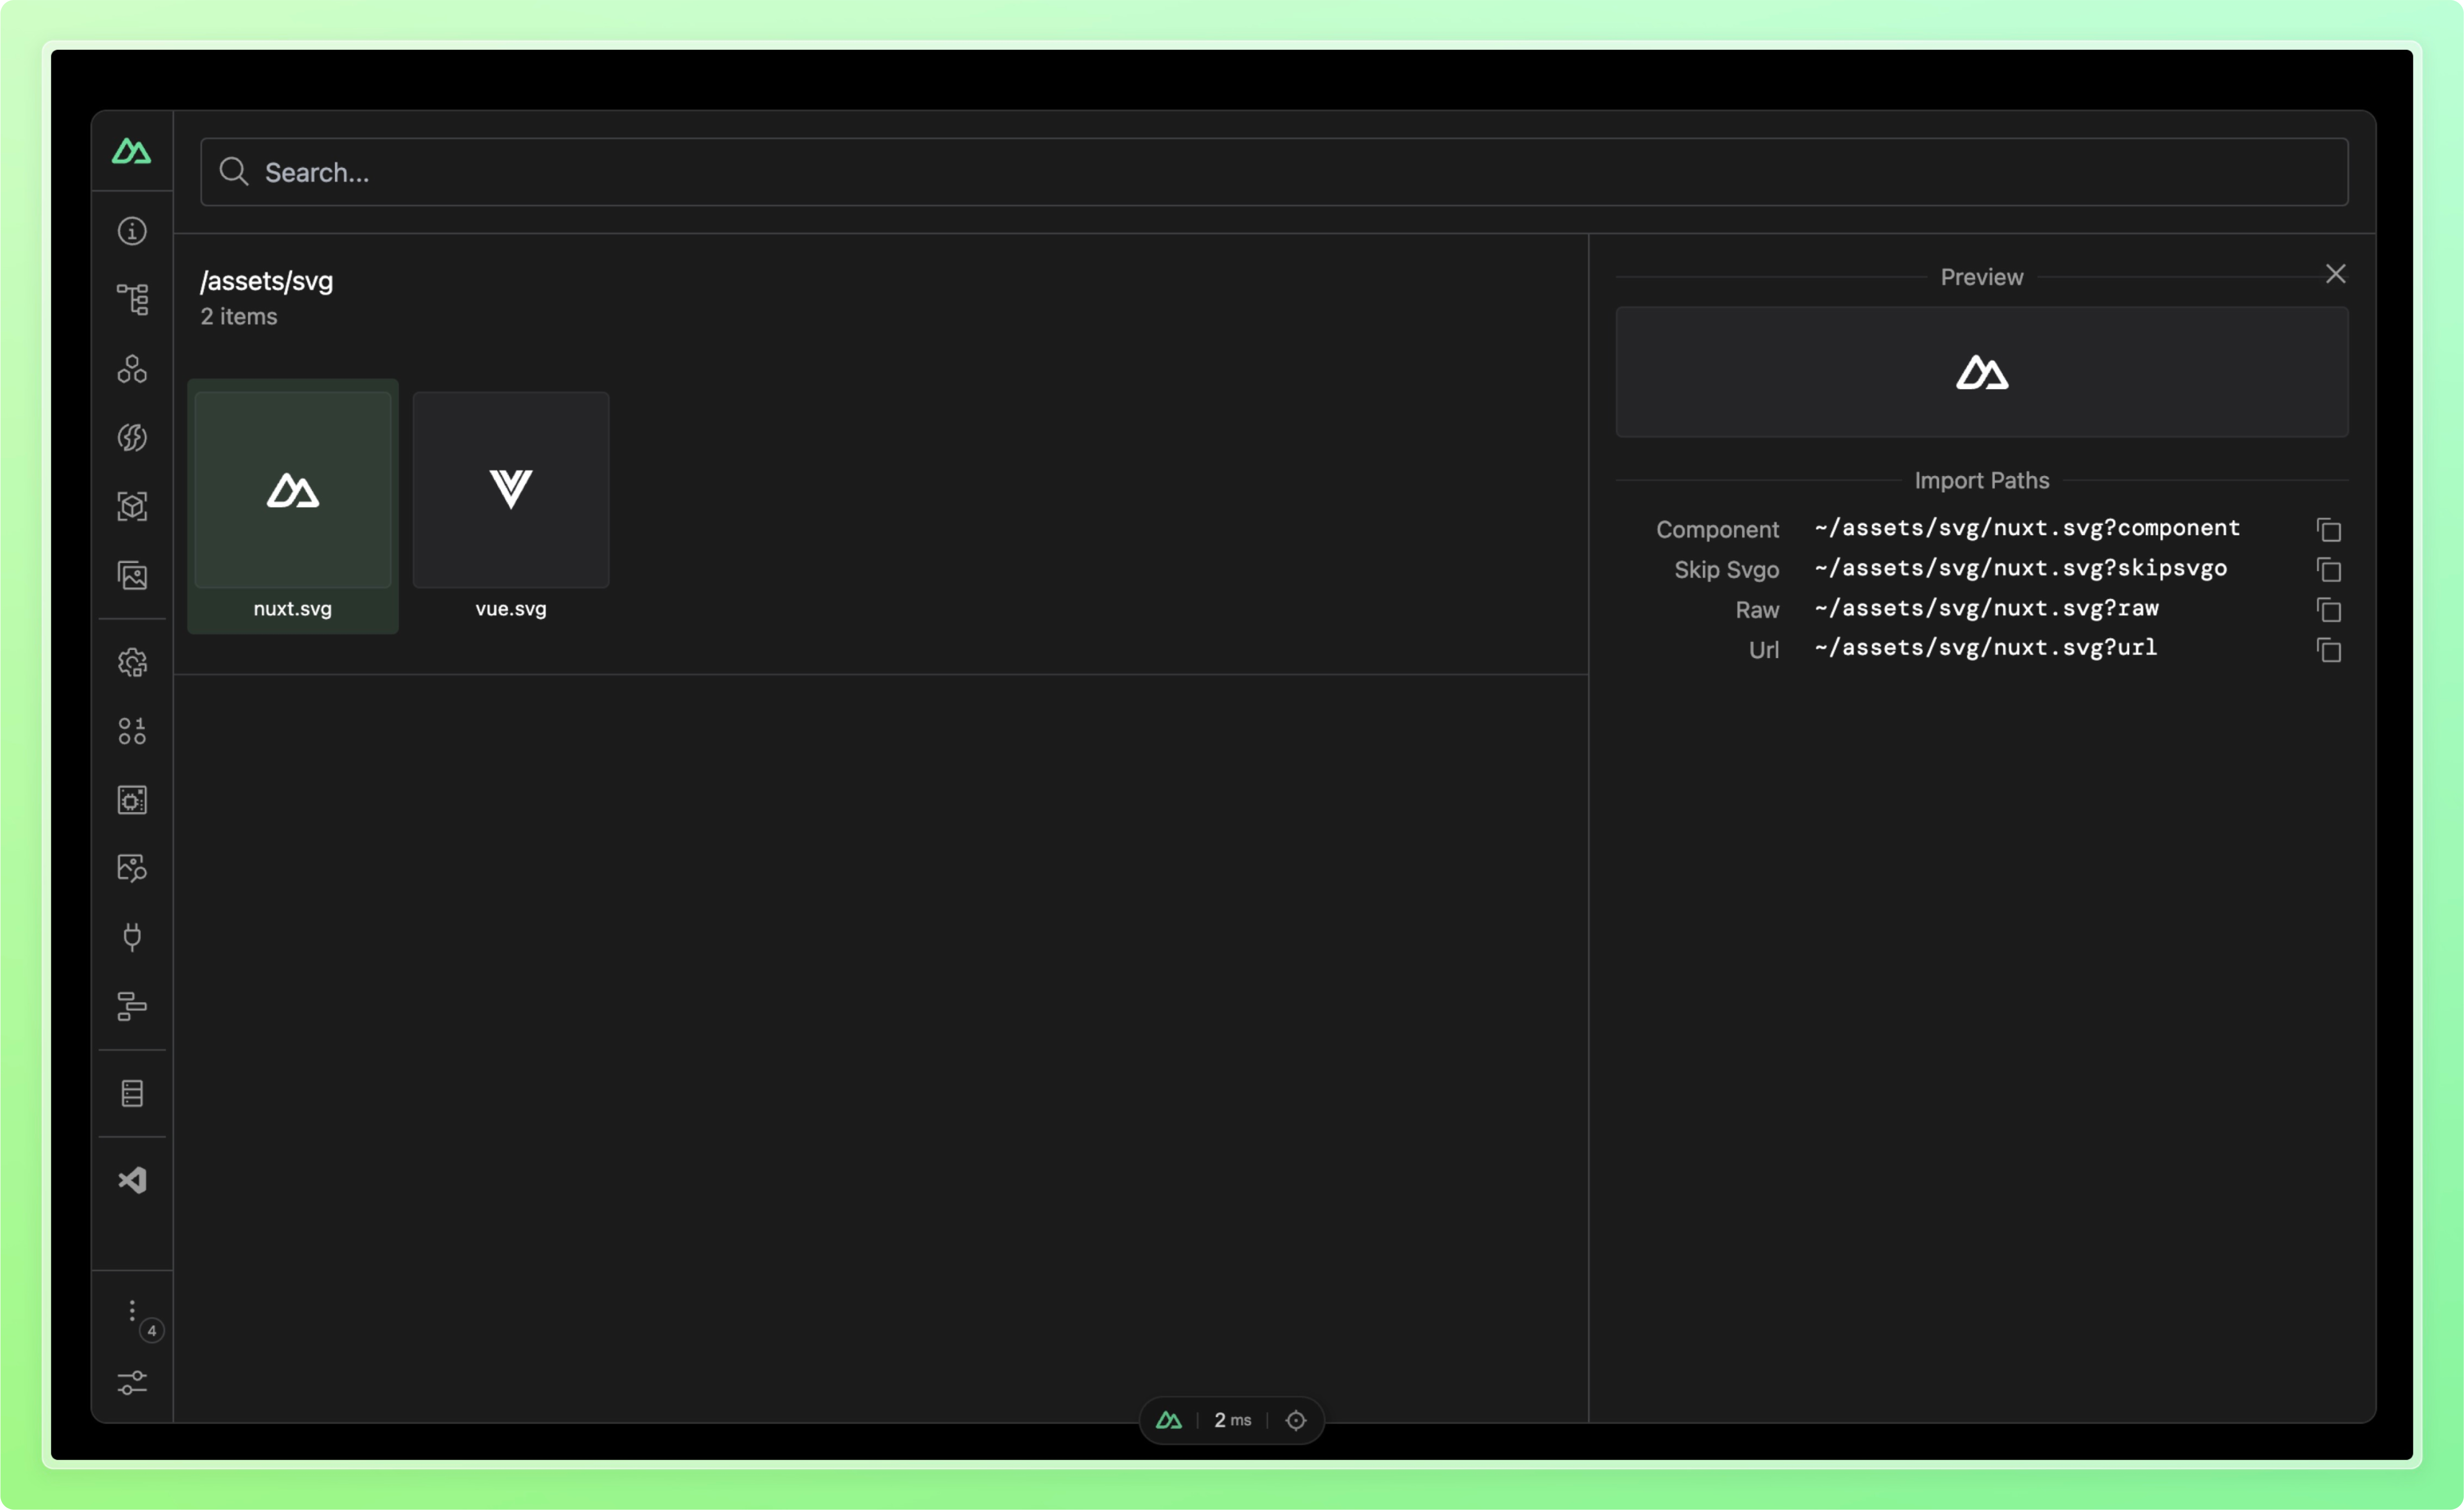 Search...
/assets/svg
2 items
nuxt.svg
vue.svg
Preview
Import Paths
Component ~/assets/svg/nuxt.svg?component
Skip Svgo ~/assets/svg/nuxt.svg?skipsvgo
Raw ~/assets/svg/nuxt.svg?raw
Url ~/assets/svg/nuxt.svg?url
4
2 ms